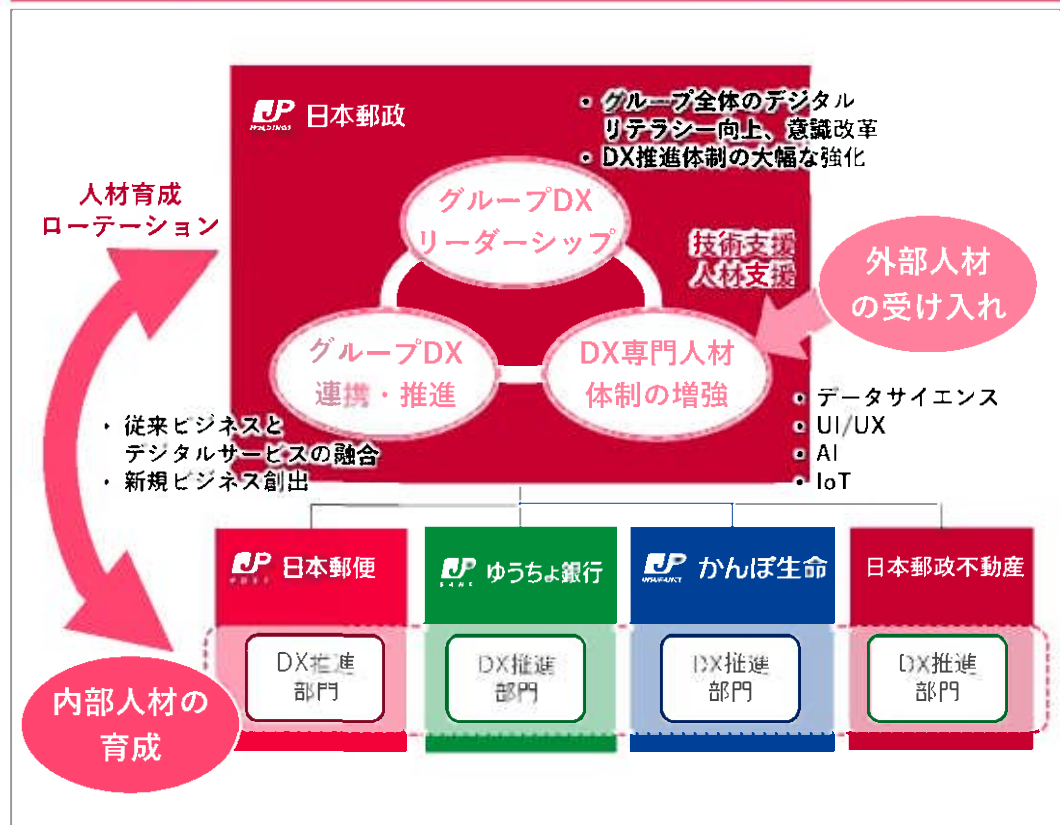 JP 日本郵政
HOLDINGS
• グループ全体のデジタル
リテラシー向上、意識改革
• DX推進体制の大幅な強化
人材育成
ローテーション
グループDX
リーダーシップ
技術支援
人材支援
外部人材
の受け入れ
グループDX
連携・推進
DX専門人材
体制の増強
• 従来ビジネスと
デジタルサービスの融合
• 新規ビジネス創出
• データサイエンス
• UI/UX
• AI
• IoT
JP 日本郵便
POST
JP ゆうちょ銀行
BANK
JP かんぽ生命
INSURANCE
日本郵政不動産
DX推進
部門
DX推進
部門
DX推進
部門
DX推進
部門
内部人材の
育成